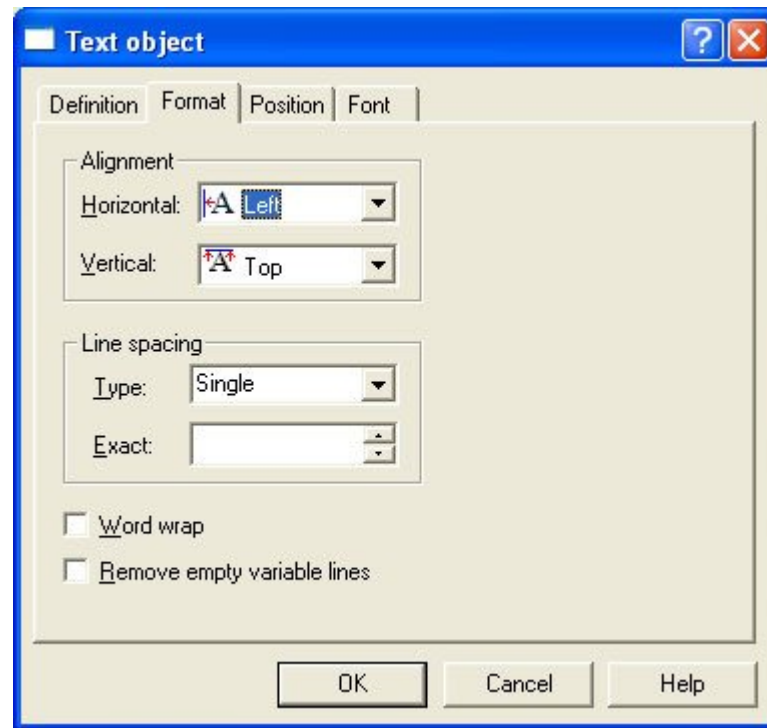 Text object
Definition Format Position Font
Alignment
Horizontal: A Left
Vertical: A Top
Line spacing
Type: Single
Exact:
Word wrap
Remove empty variable lines
OK Cancel Help